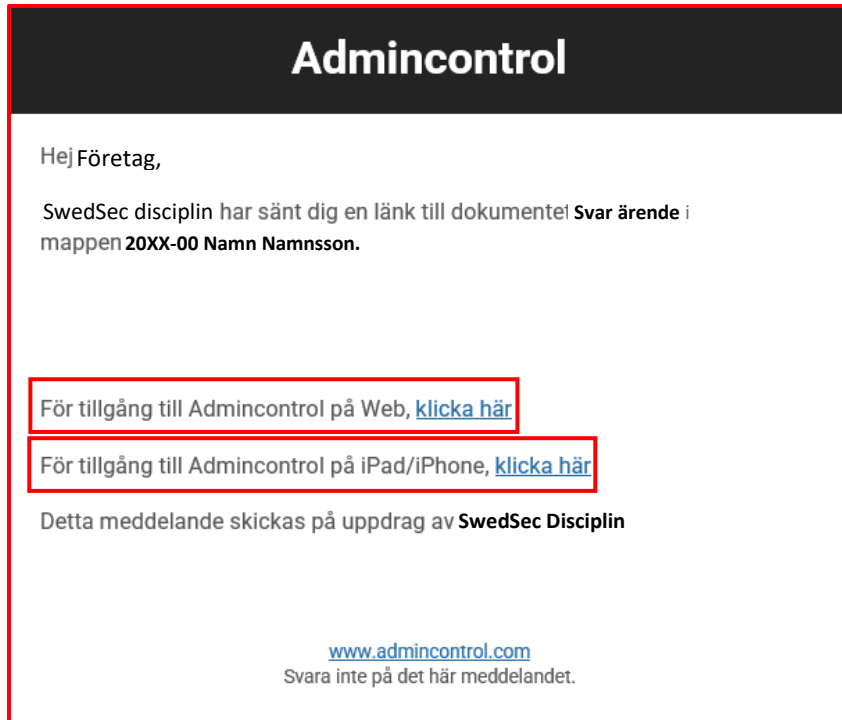 Admincontrol
Hej Företag,
SwedSec disciplin har sänt dig en länk till dokumentet Svar ärende i
mappen 20XX-00 Namn Namnsson.
För tillgång till Admincontrol på Web, klicka här
För tillgång till Admincontrol på iPad/iPhone, klicka här
Detta meddelande skickas på uppdrag av SwedSec Disciplin
www.admincontrol.com
Svara inte på det här meddelandet.